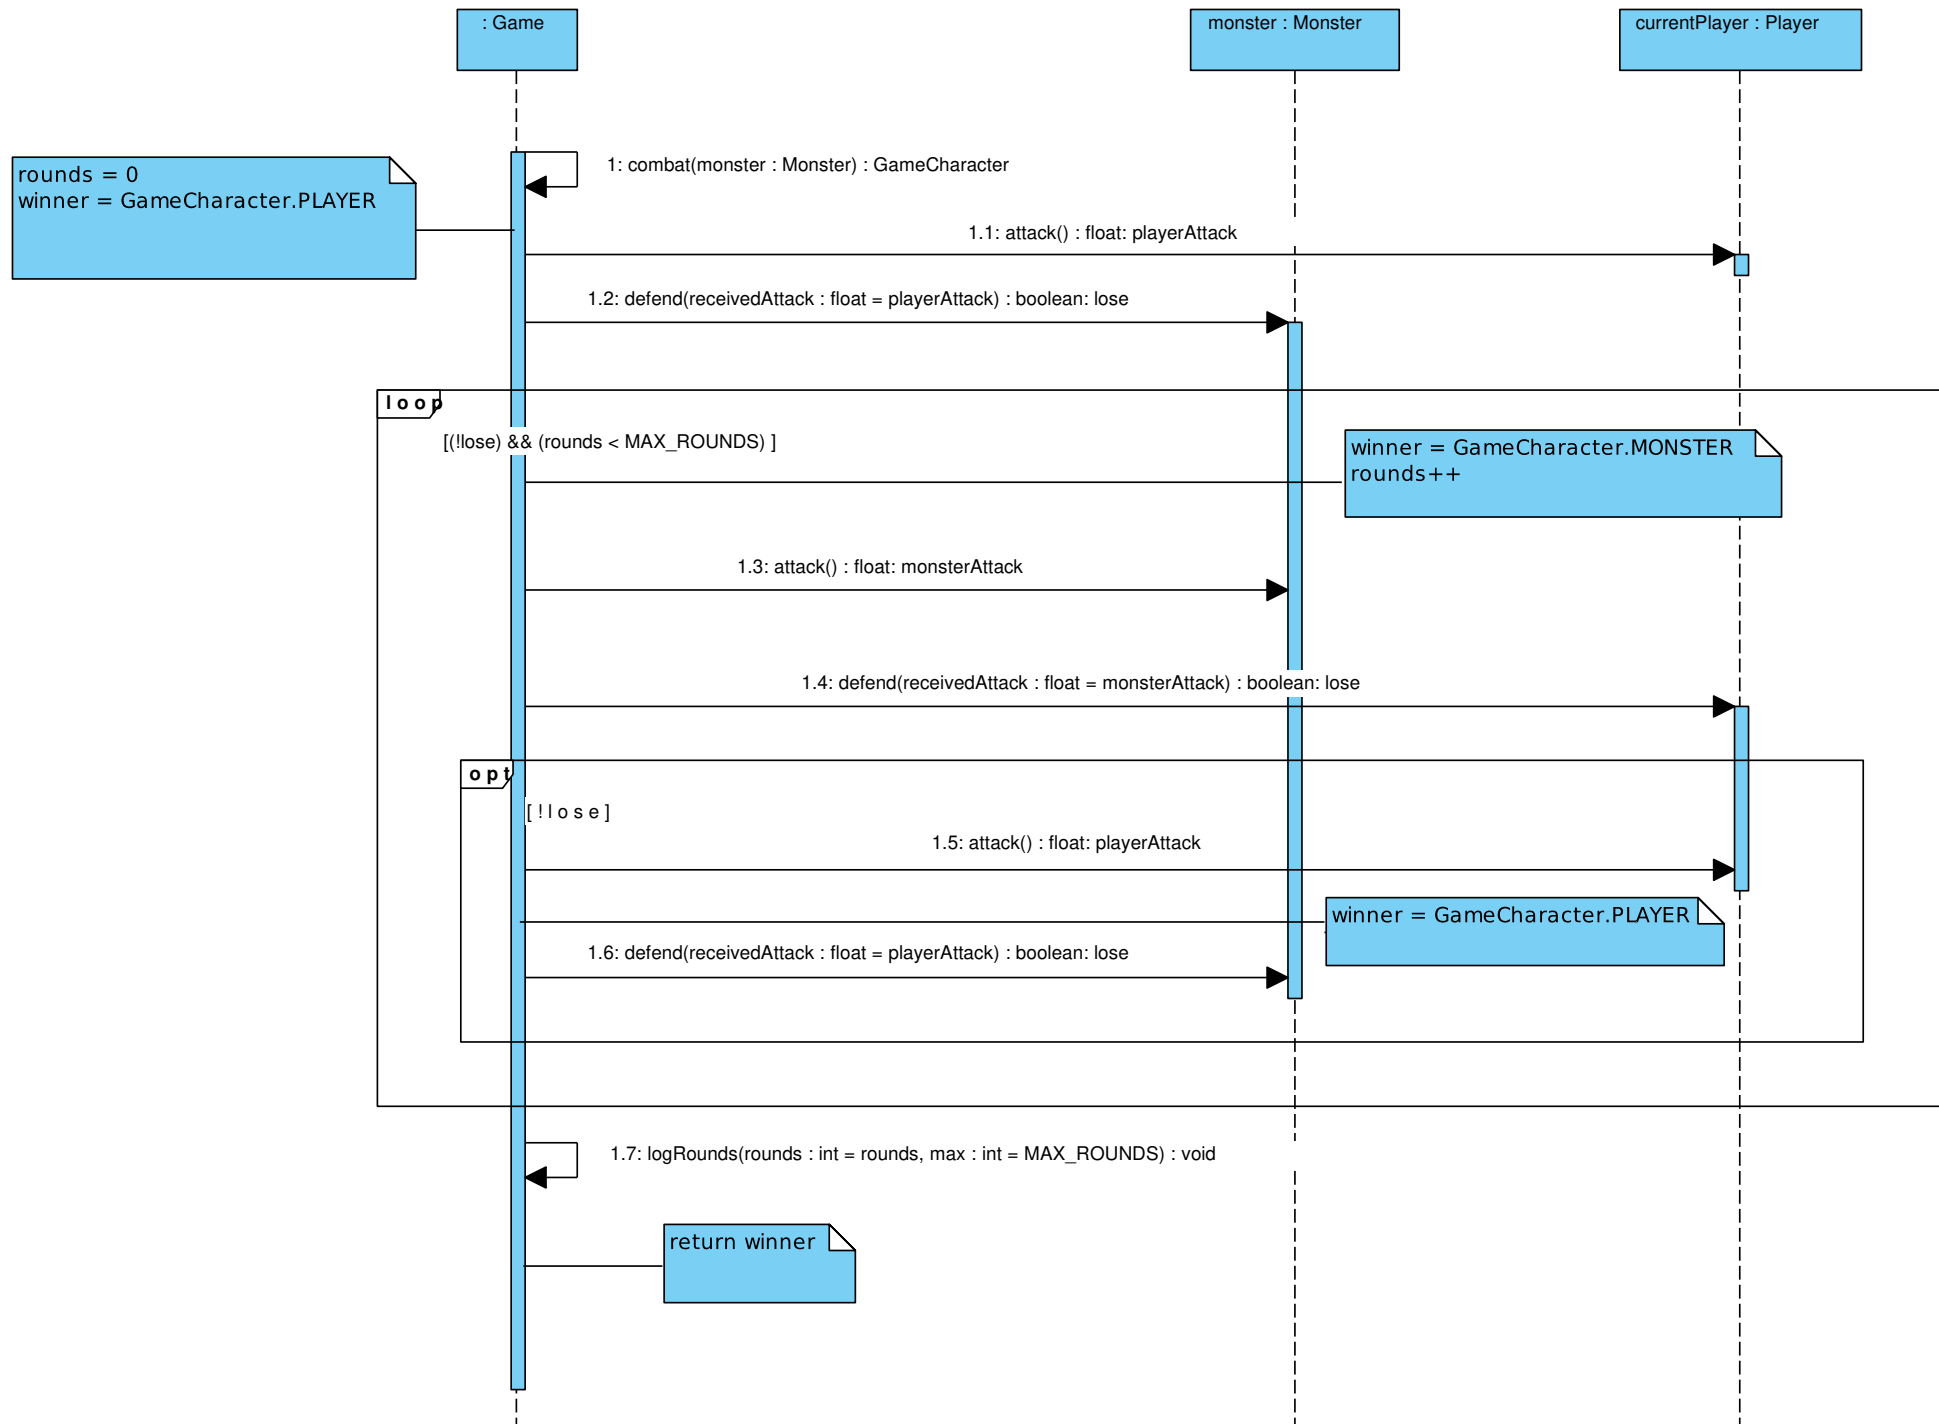 : Game
monster : Monster
currentPlayer : Player
1: combat(monster : Monster) : GameCharacter
rounds = 0
winner = GameCharacter.PLAYER
1.1: attack() : float: playerAttack
1.2: defend(receivedAttack : float = playerAttack) : boolean: lose
loop
[(!lose) && (rounds < MAX_ROUNDS) ]
winner = GameCharacter.MONSTER
rounds++
1.3: attack() : float: monsterAttack
1.4: defend(receivedAttack : float = monsterAttack) : boolean: lose
opt
[ !lose ]
1.5: attack() : float: playerAttack
winner = GameCharacter.PLAYER
1.6: defend(receivedAttack : float = playerAttack) : boolean: lose
1.7: logRounds(rounds : int = rounds, max : int = MAX_ROUNDS) : void
return winner